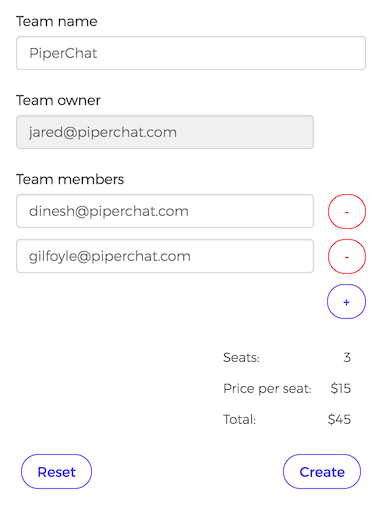 Team name
PiperChat
Team owner
jared@piperchat.com
Team members
dinesh@piperchat.com -
gilfoyle@piperchat.com -
+
Seats: 3
Price per seat: $15
Total: $45
Reset Create